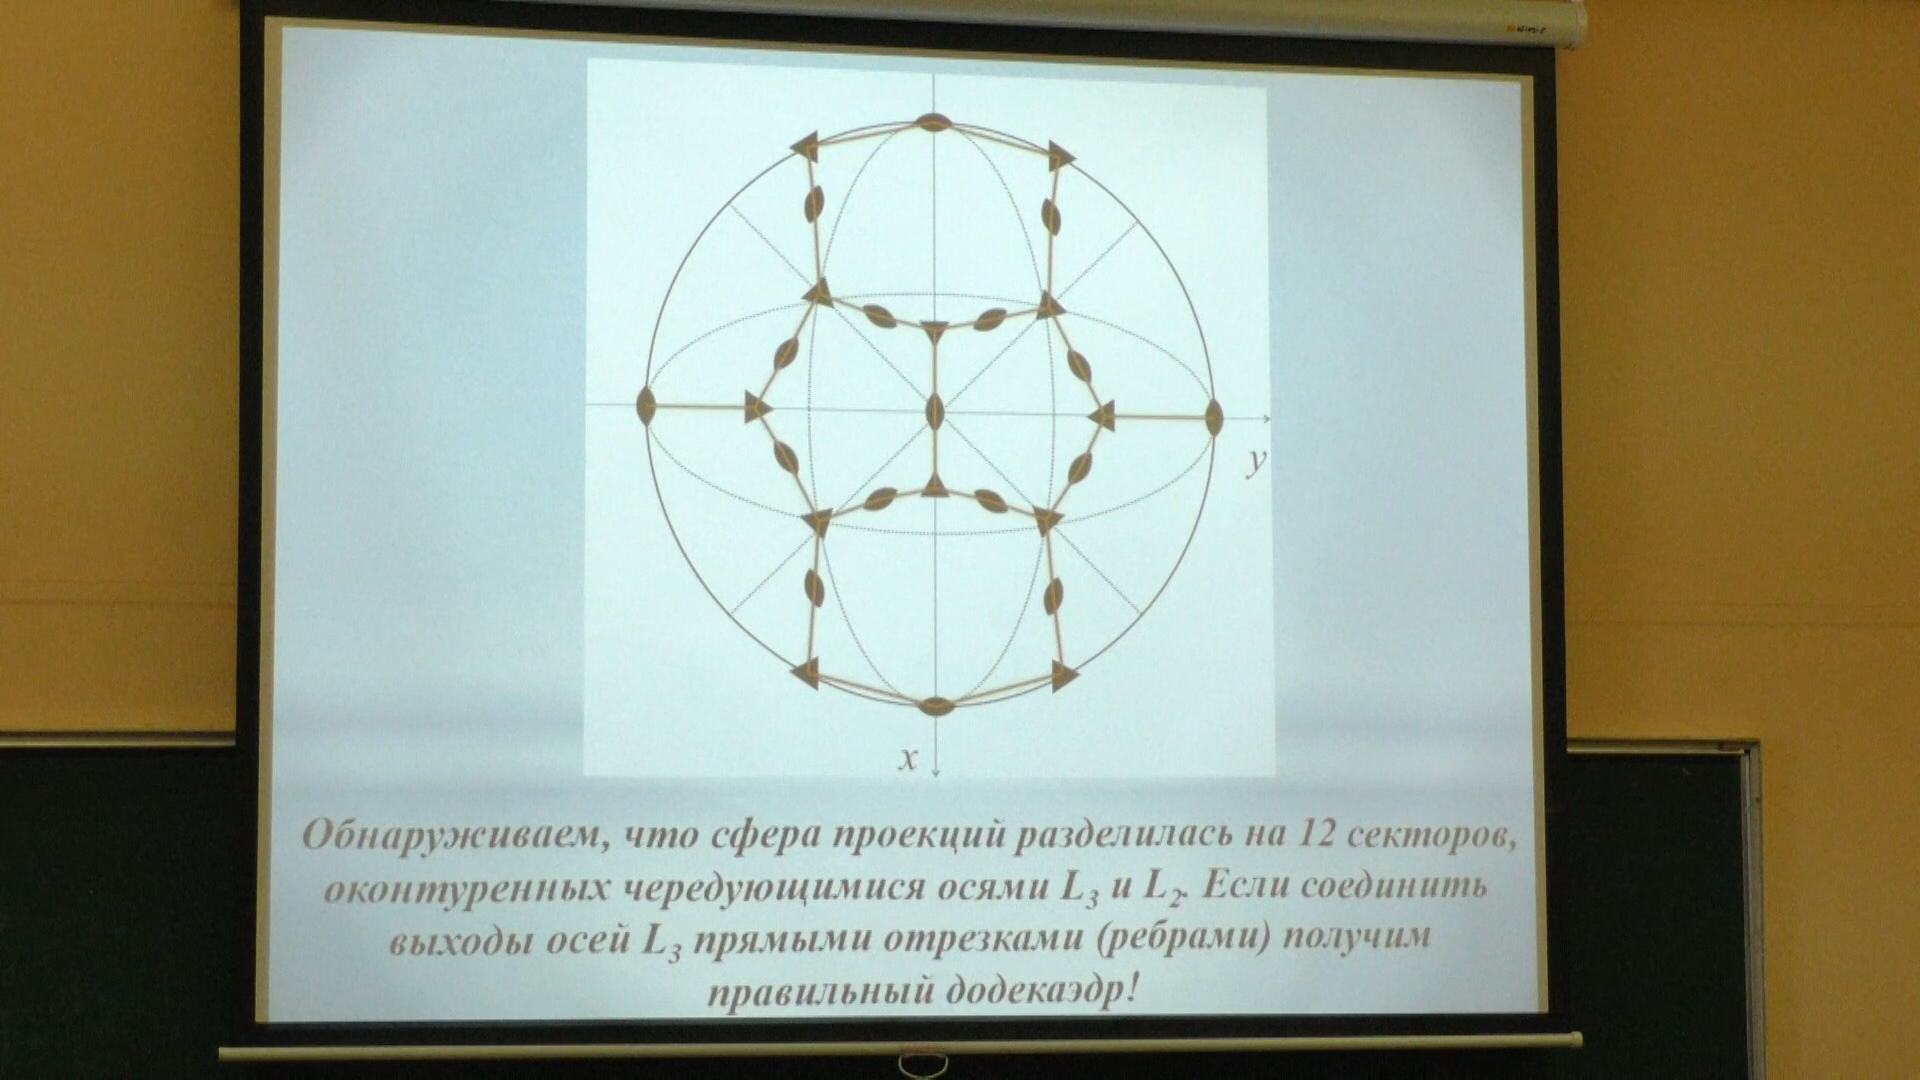 y
x
Обнаруживаем, что сфера проекций разделилась на 12 секторов,
оконтуренных чередующимися осями L3 и L2. Если соединить
выходы осей L3 прямыми отрезками (ребрами) получим
правильный додекаэдр!